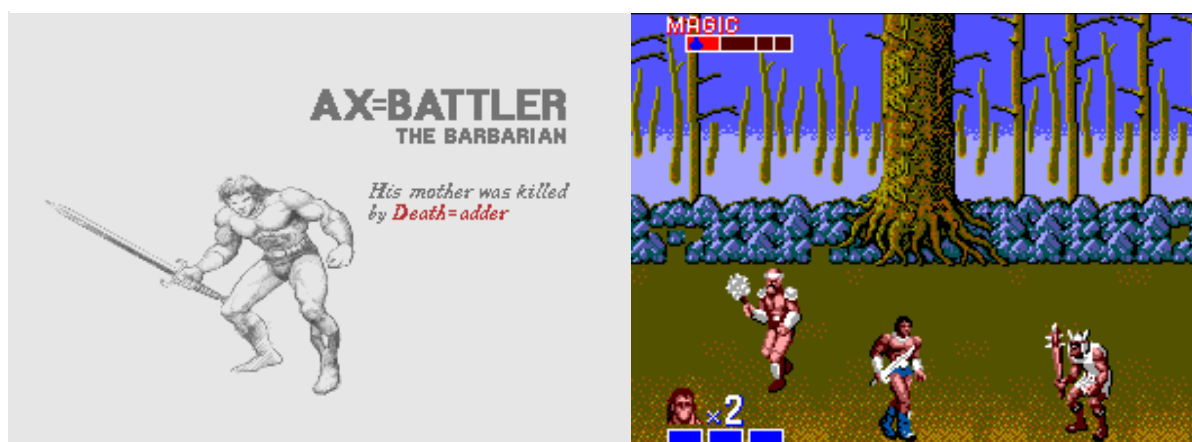 AX=BATTLER
THE BARBARIAN
His mother was killed
by Death=adder
MAGIC
×2